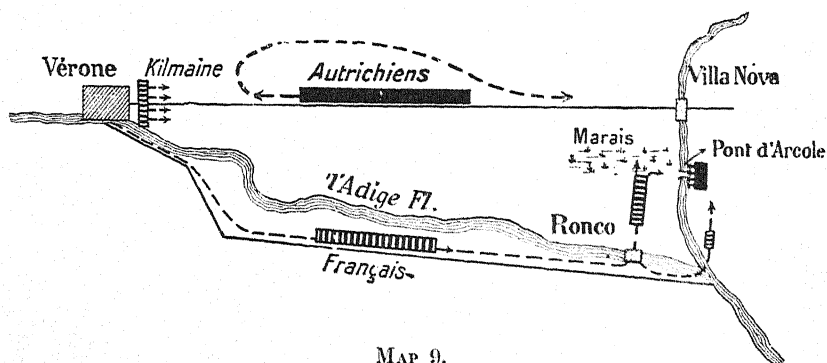 Vérone
Kilmaine
Autrichiens
Villa Nova
Marais
Pont d'Arcole
l'Adige Fl.
Ronco
Français
MAP 9.